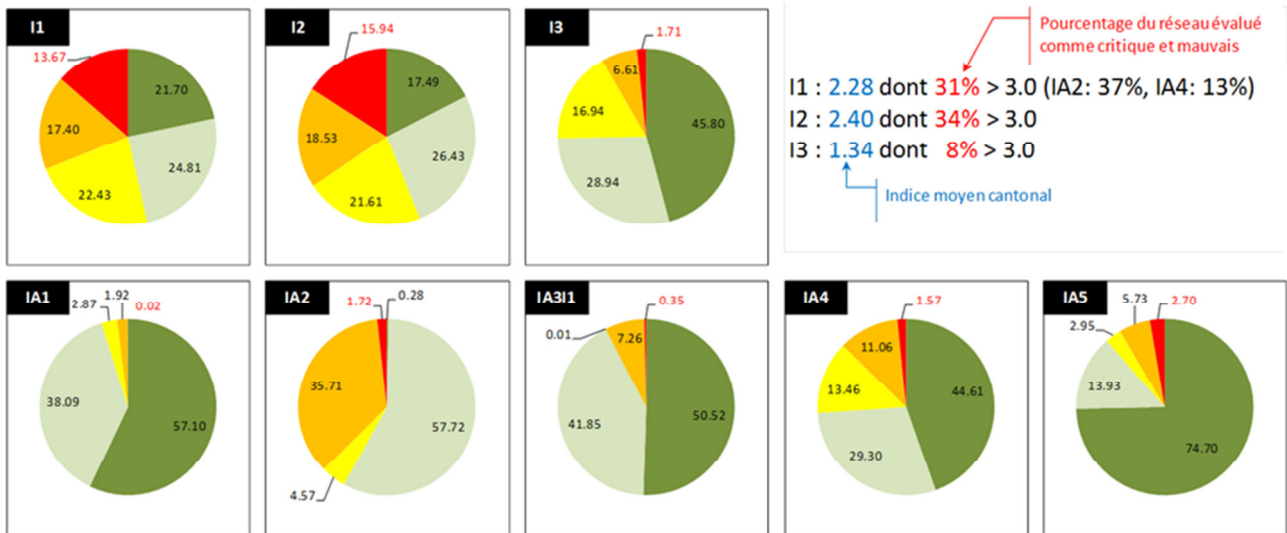 I1
13.67
21.70
17.40
24.81
22.43
I2
15.94
17.49
18.53
26.43
21.61
I3
1.71
6.61
16.94
45.80
28.94
Pourcentage du réseau évalué
comme critique et mauvais
I1 : 2.28 dont 31% > 3.0 (IA2: 37%, IA4: 13%)
I2 : 2.40 dont 34% > 3.0
I3 : 1.34 dont 8% > 3.0
Indice moyen cantonal
IA1
1.92
2.87
0.02
38.09
57.10
IA2
1.72
0.28
35.71
57.72
4.57
IA3I1
0.35
0.01
7.26
41.85
50.52
IA4
1.57
11.06
13.46
44.61
29.30
IA5
5.73
2.70
2.95
13.93
74.70